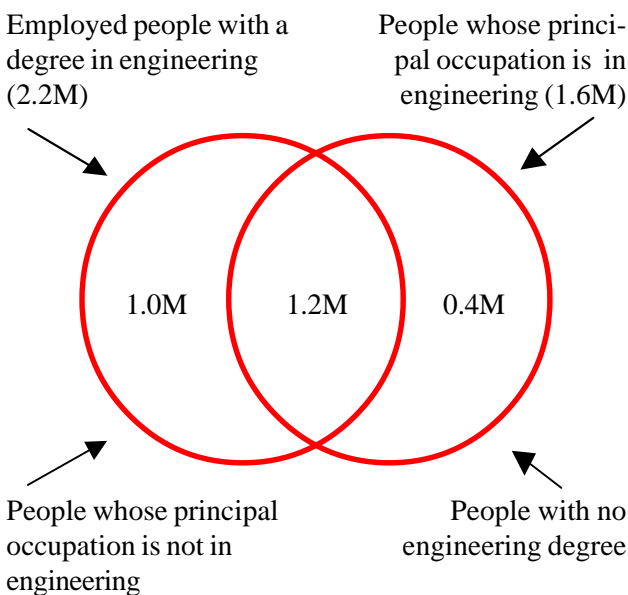 Employed people with a
degree in engineering
(2.2M)
People whose princi-
pal occupation is in
engineering (1.6M)
1.0M
1.2M
0.4M
People whose principal
occupation is not in
engineering
People with no
engineering degree